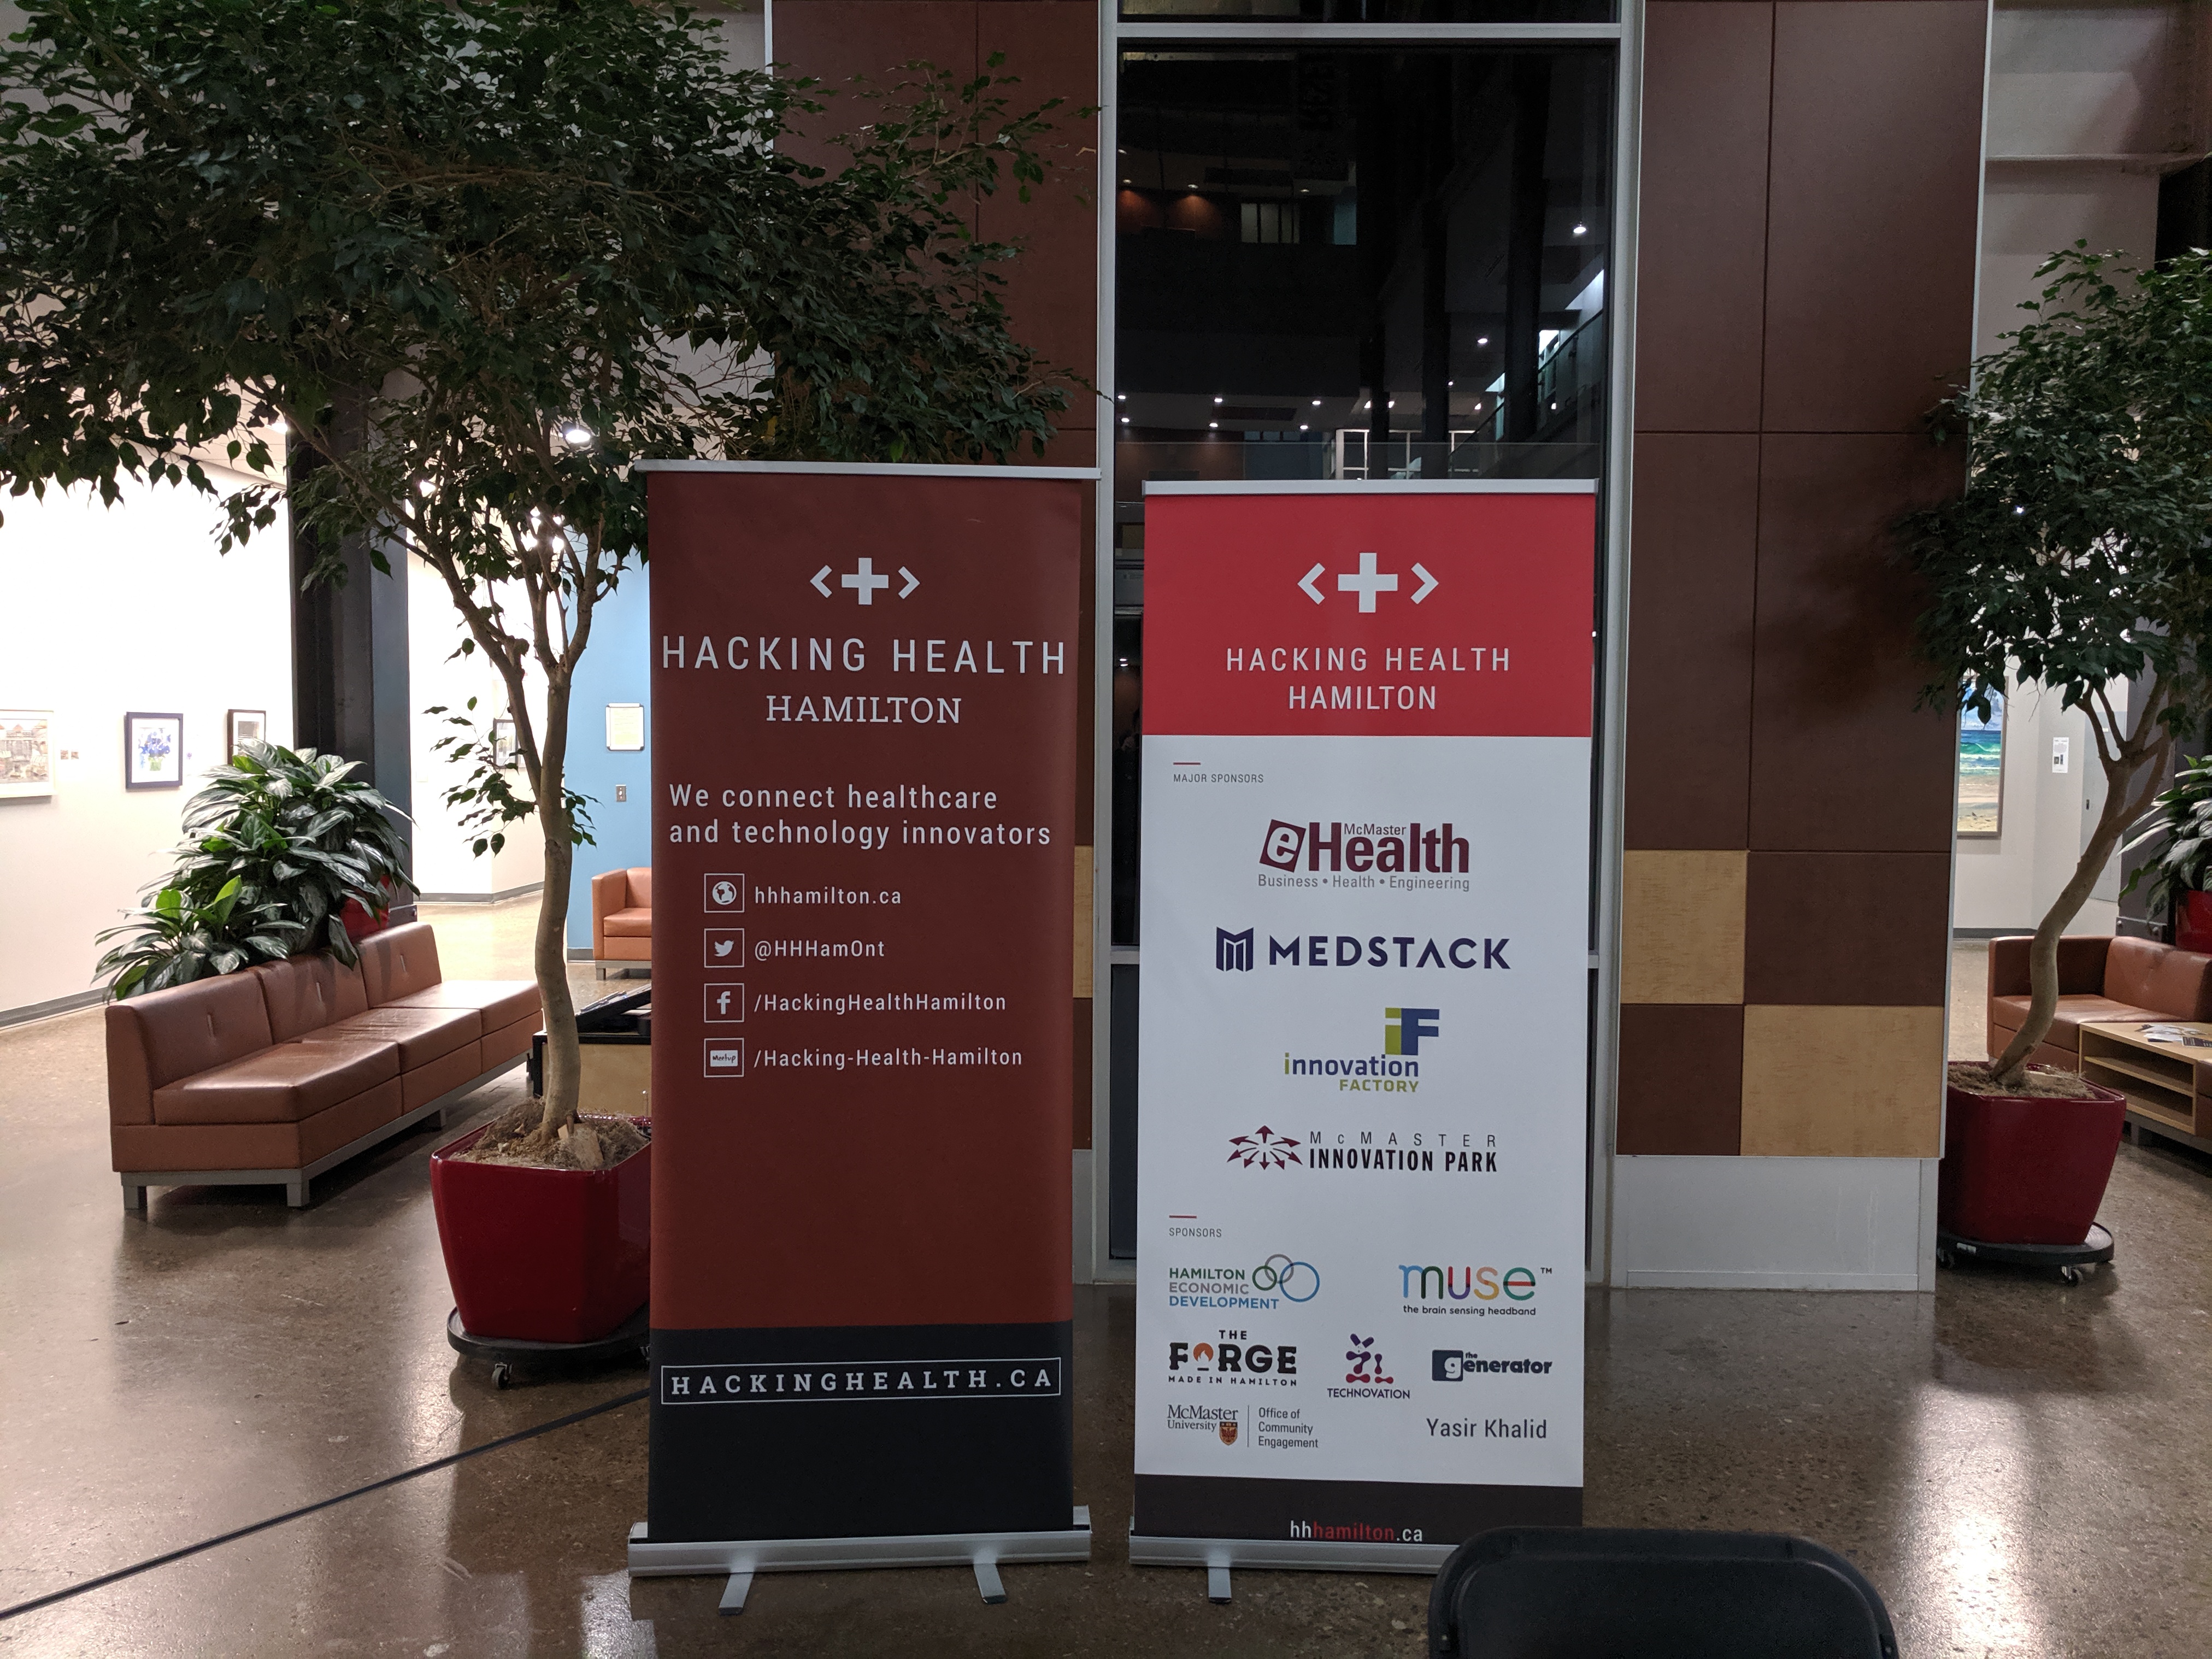 HACKING HEALTH
HAMILTON
We connect healthcare
and technology innovators
hhhamilton.ca
@HHHamOnt
/HackingHealthHamilton
Meetup
/Hacking-Health-Hamilton
HACKINGHEALTH.CA
HACKING HEALTH
HAMILTON
MAJOR SPONSORS
McMaster
eHealth
Business • Health • Engineering
MEDSTACK
iF
innovation
FACTORY
McMASTER
INNOVATION PARK
SPONSORS
HAMILTON
ECONOMIC
DEVELOPMENT
muse™
the brain sensing headband
THE
FORGE
MADE IN HAMILTON
TECHNOVATION
the
generator
McMaster
University
Office of
Community
Engagement
Yasir Khalid
hhhamilton.ca